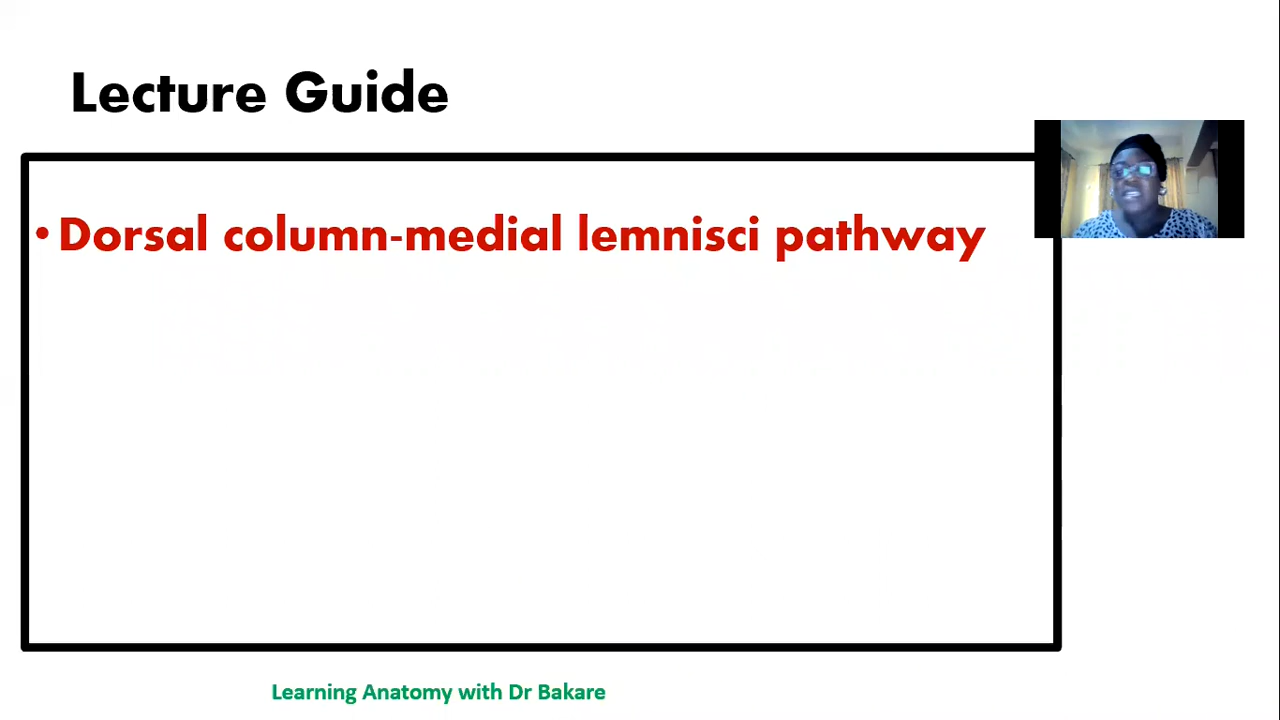 Lecture Guide
• Dorsal column-medial lemnisci pathway
Learning Anatomy with Dr Bakare